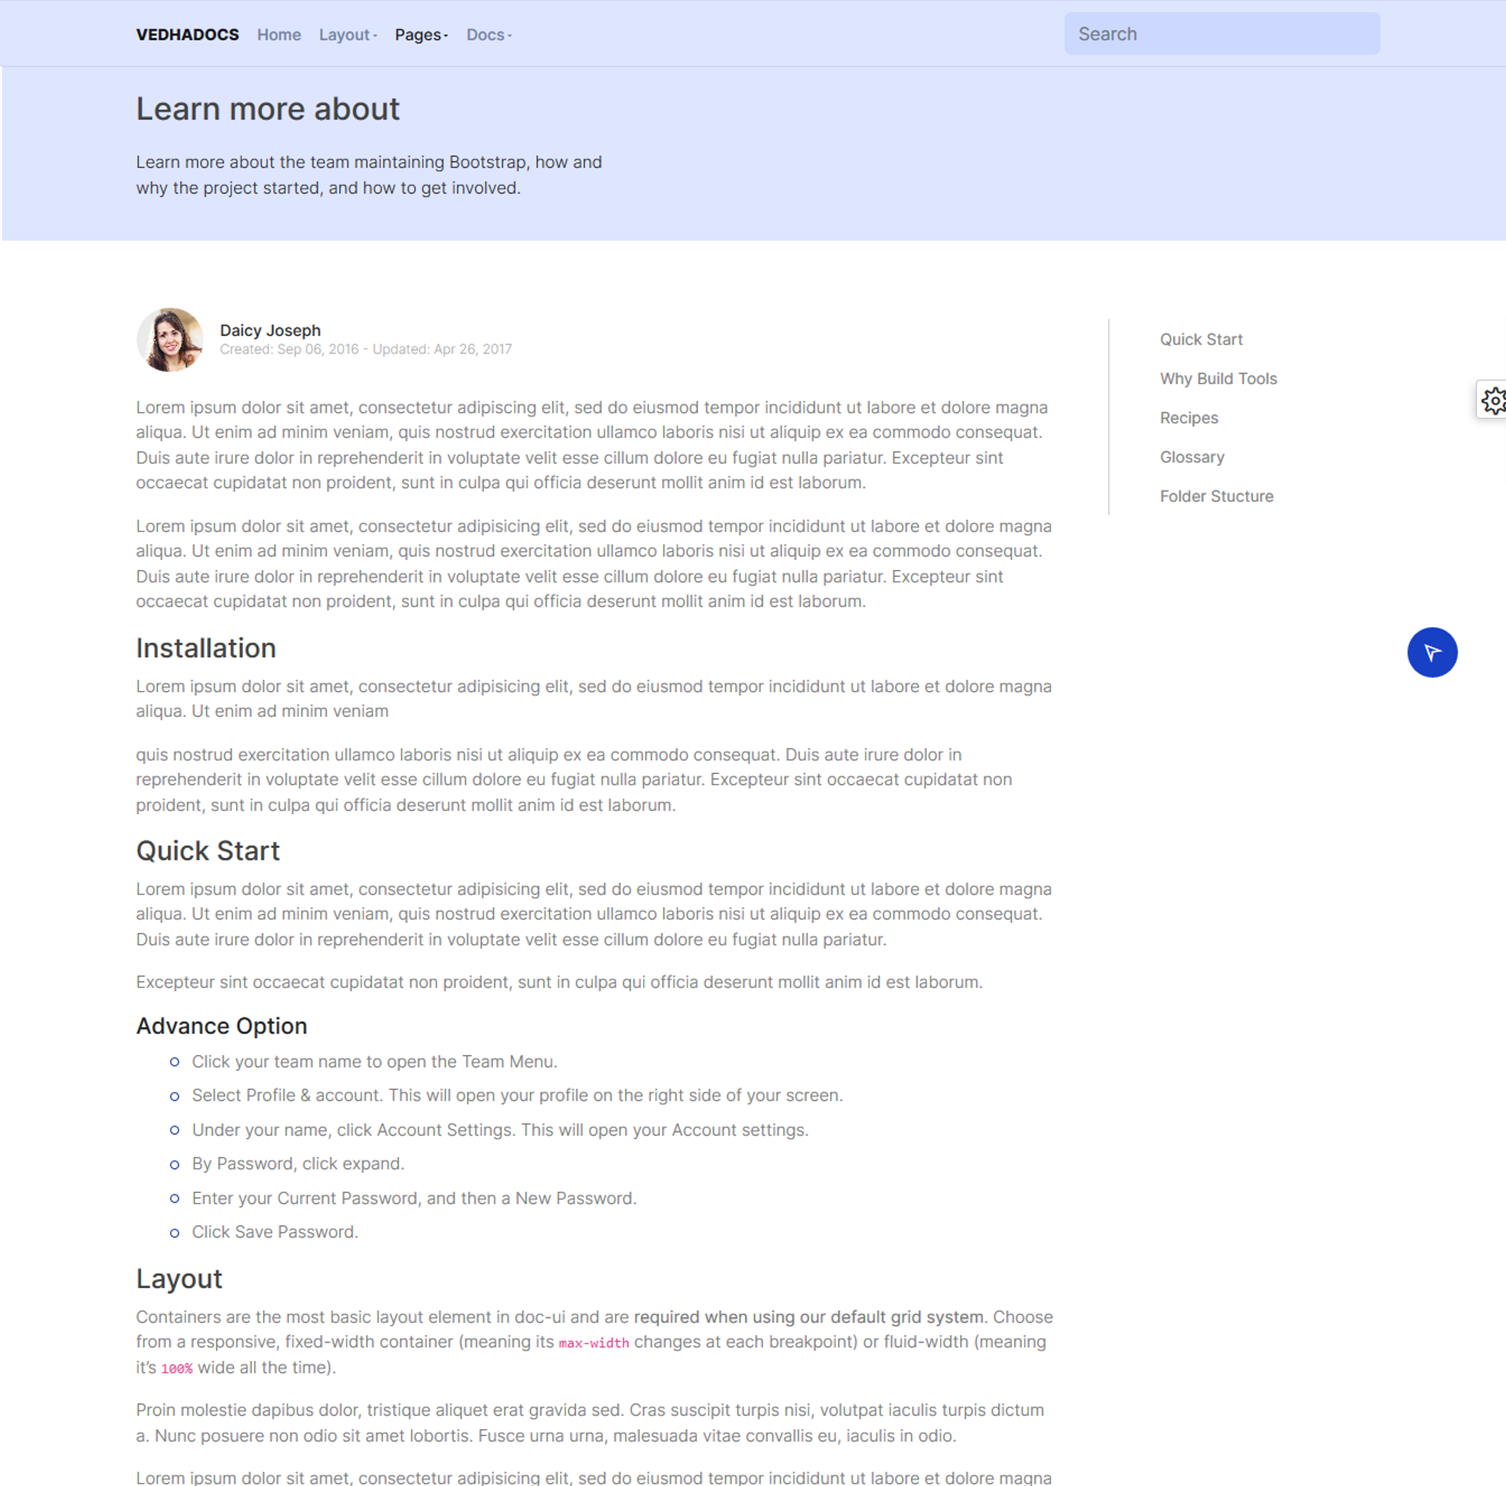 VEDHADOCS Home Layout Pages Docs Search
Learn more about
Learn more about the team maintaining Bootstrap, how and
why the project started, and how to get involved.
Daicy Joseph
Created: Sep 06, 2016 - Updated: Apr 26, 2017
Lorem ipsum dolor sit amet, consectetur adipiscing elit, sed do eiusmod tempor incididunt ut labore et dolore magna
aliqua. Ut enim ad minim veniam, quis nostrud exercitation ullamco laboris nisi ut aliquip ex ea commodo consequat.
Duis aute irure dolor in reprehenderit in voluptate velit esse cillum dolore eu fugiat nulla pariatur. Excepteur sint
occaecat cupidatat non proident, sunt in culpa qui officia deserunt mollit anim id est laborum.
Lorem ipsum dolor sit amet, consectetur adipisicing elit, sed do eiusmod tempor incididunt ut labore et dolore magna
aliqua. Ut enim ad minim veniam, quis nostrud exercitation ullamco laboris nisi ut aliquip ex ea commodo consequat.
Duis aute irure dolor in reprehenderit in voluptate velit esse cillum dolore eu fugiat nulla pariatur. Excepteur sint
occaecat cupidatat non proident, sunt in culpa qui officia deserunt mollit anim id est laborum.
Installation
Lorem ipsum dolor sit amet, consectetur adipisicing elit, sed do eiusmod tempor incididunt ut labore et dolore magna
aliqua. Ut enim ad minim veniam
quis nostrud exercitation ullamco laboris nisi ut aliquip ex ea commodo consequat. Duis aute irure dolor in
reprehenderit in voluptate velit esse cillum dolore eu fugiat nulla pariatur. Excepteur sint occaecat cupidatat non
proident, sunt in culpa qui officia deserunt mollit anim id est laborum.
Quick Start
Lorem ipsum dolor sit amet, consectetur adipisicing elit, sed do eiusmod tempor incididunt ut labore et dolore magna
aliqua. Ut enim ad minim veniam, quis nostrud exercitation ullamco laboris nisi ut aliquip ex ea commodo consequat.
Duis aute irure dolor in reprehenderit in voluptate velit esse cillum dolore eu fugiat nulla pariatur.
Excepteur sint occaecat cupidatat non proident, sunt in culpa qui officia deserunt mollit anim id est laborum.
Advance Option
Click your team name to open the Team Menu.
Select Profile & account. This will open your profile on the right side of your screen.
Under your name, click Account Settings. This will open your Account settings.
By Password, click expand.
Enter your Current Password, and then a New Password.
Click Save Password.
Layout
Containers are the most basic layout element in doc-ui and are required when using our default grid system. Choose
from a responsive, fixed-width container (meaning its max-width changes at each breakpoint) or fluid-width (meaning
it's 100% wide all the time).
Proin molestie dapibus dolor, tristique aliquet erat gravida sed. Cras suscipit turpis nisi, volutpat iaculis turpis dictum
a. Nunc posuere non odio sit amet lobortis. Fusce urna urna, malesuada vitae convallis eu, iaculis in odio.
Lorem ipsum dolor sit amet, consectetur adipisicing elit, sed do eiusmod tempor incididunt ut labore et dolore magna
Quick Start
Why Build Tools
Recipes
Glossary
Folder Stucture